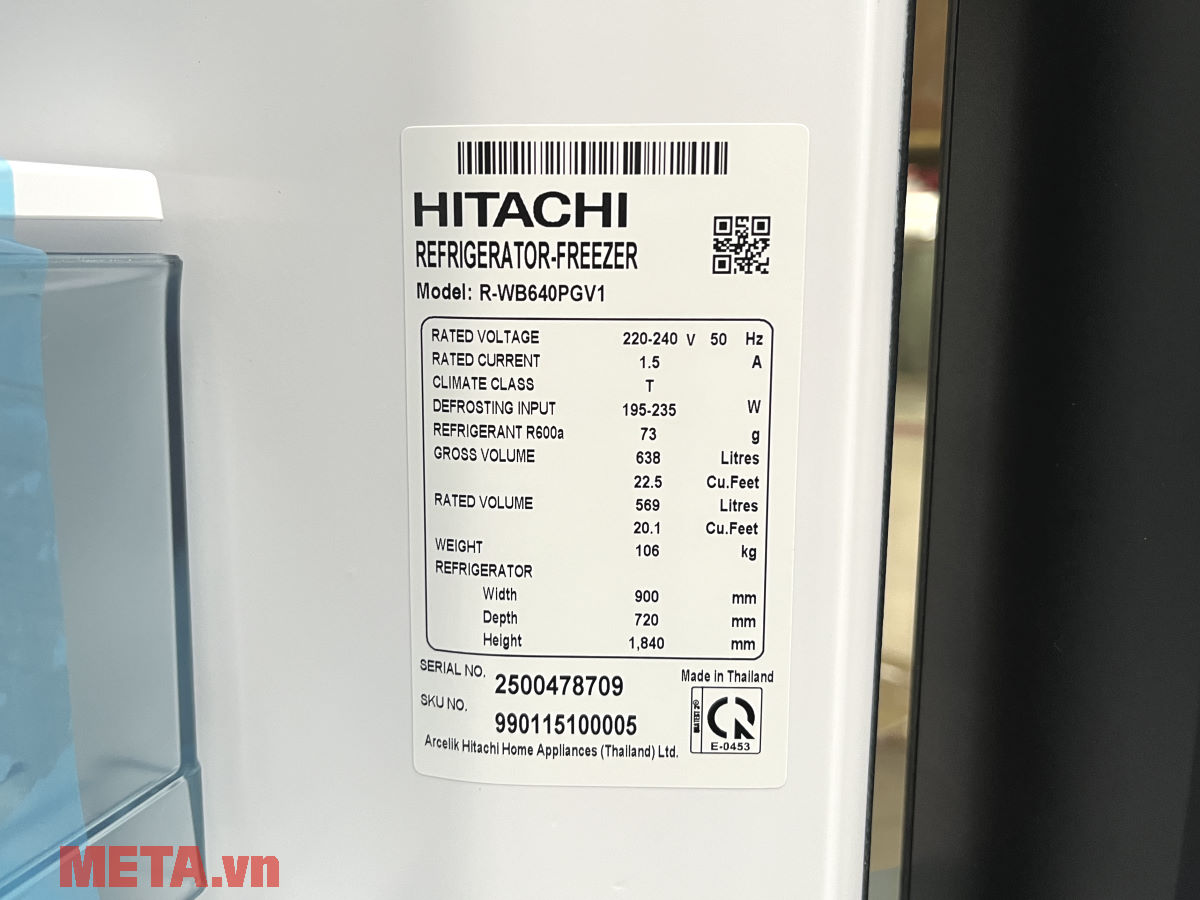 HITACHI
REFRIGERATOR-FREEZER
Model: R-WB640PGV1
RATED VOLTAGE 220-240 V 50 Hz
RATED CURRENT 1.5 A
CLIMATE CLASS T
DEFROSTING INPUT 195-235 W
REFRIGERANT R600a 73 g
GROSS VOLUME 638 Litres
22.5 Cu.Feet
RATED VOLUME 569 Litres
20.1 Cu.Feet
WEIGHT 106 kg
REFRIGERATOR
Width 900 mm
Depth 720 mm
Height 1,840 mm
SERIAL NO. 2500478709
Made in Thailand
SKU NO. 990115100005
E-0453
Arcelik Hitachi Home Appliances (Thailand) Ltd.
META.vn